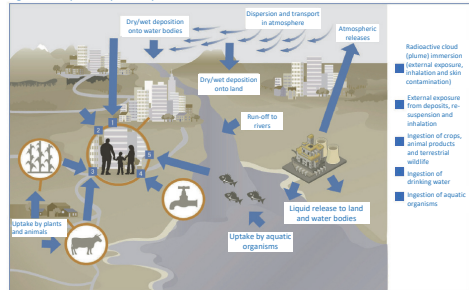 Dry/wet deposition
onto water bodies
Dispersion and transport
in atmosphere
Atmospheric
releases
Dry/wet deposition
onto land
Run-off to
rivers
1
2
3
4
5
Uptake by plants
and animals
Liquid release to land
and water bodies
Uptake by aquatic
organisms
Radioactive cloud
(plume) immersion
(external exposure,
inhalation and skin
contamination)
External exposure
from deposits, re-
suspension and
inhalation
Ingestion of crops,
animal products
and terrestrial
wildlife
Ingestion of
drinking water
Ingestion of aquatic
organisms